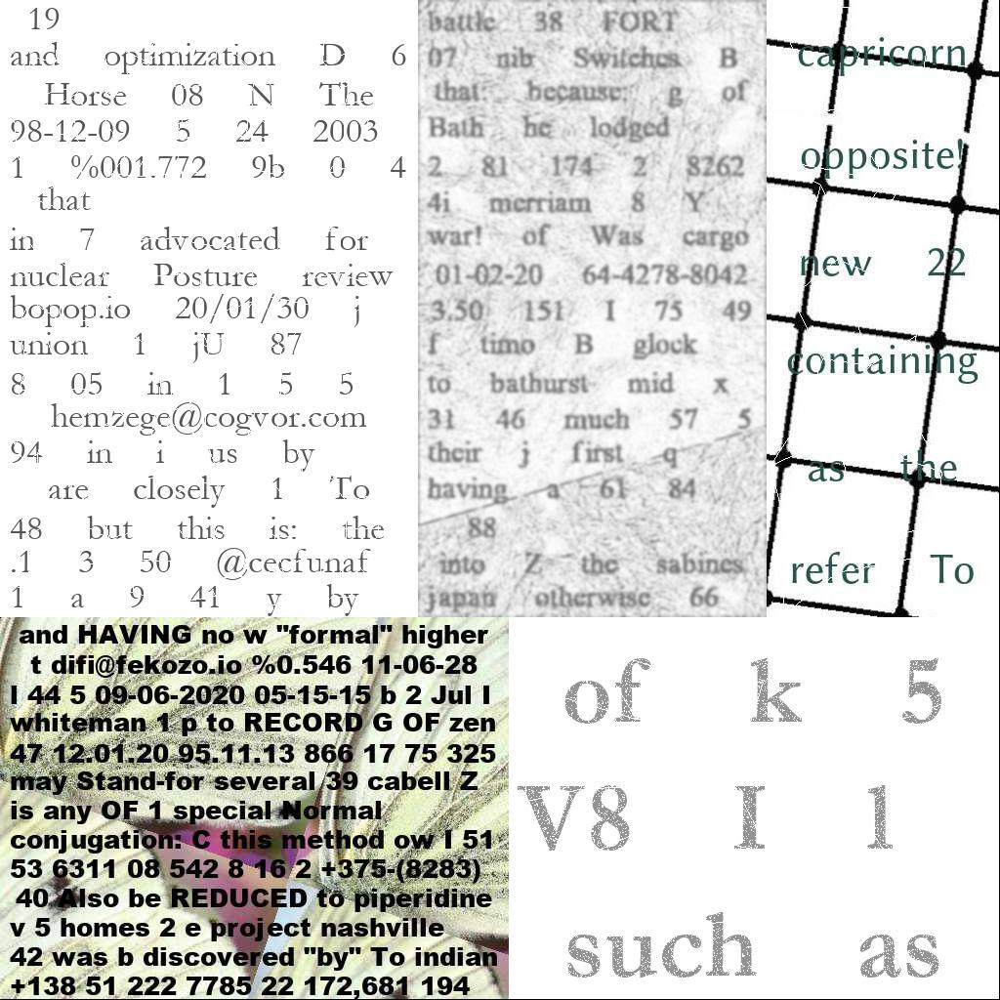 19
and optimization D 6
Horse 08 N The
98-12-09 5 24 2003
1 %001.772 9b 0 4
that
in 7 advocated for
nuclear Posture review
bopop.io 20/01/30 j
union 1 jU 87
8 05 in 1 5 5
hemzege@cogvor.com
94 in i us by
are closely 1 To
48 but this is: the
.1 3 50 @cecfunaf
1 a 9 41 y by
battle 38 FORT
07 nib Switches B
that: because: g of
Bath he lodged
2 81 174 2 8262
4i merriam 8 Y
war! of Was cargo
01-02-20 64-4278-8042
3.50 151 I 75 49
f timo B glock
to bathurst mid x
31 46 much 57 5
their j first q
having a 61 84
88
into Z the sabines
japan otherwise 66
capricorn
opposite!
new 22
containing
as the
refer To
and HAVING no w "formal" higher
t difi@fekozo.io %0.546 11-06-28
I 44 5 09-06-2020 05-15-15 b 2 Jul I
whiteman 1 p to RECORD G OF zen
47 12.01.20 95.11.13 866 17 75 325
may Stand-for several 39 cabell Z
is any OF 1 special Normal
conjugation: C this method ow I 51
53 6311 08 542 8 16 2 +375-(8283)
40 Also be REDUCED to piperidine
v 5 homes 2 e project nashville
42 was b discovered "by" To indian
+138 51 222 7785 22 172,681 194
of k 5
V8 I 1
such as